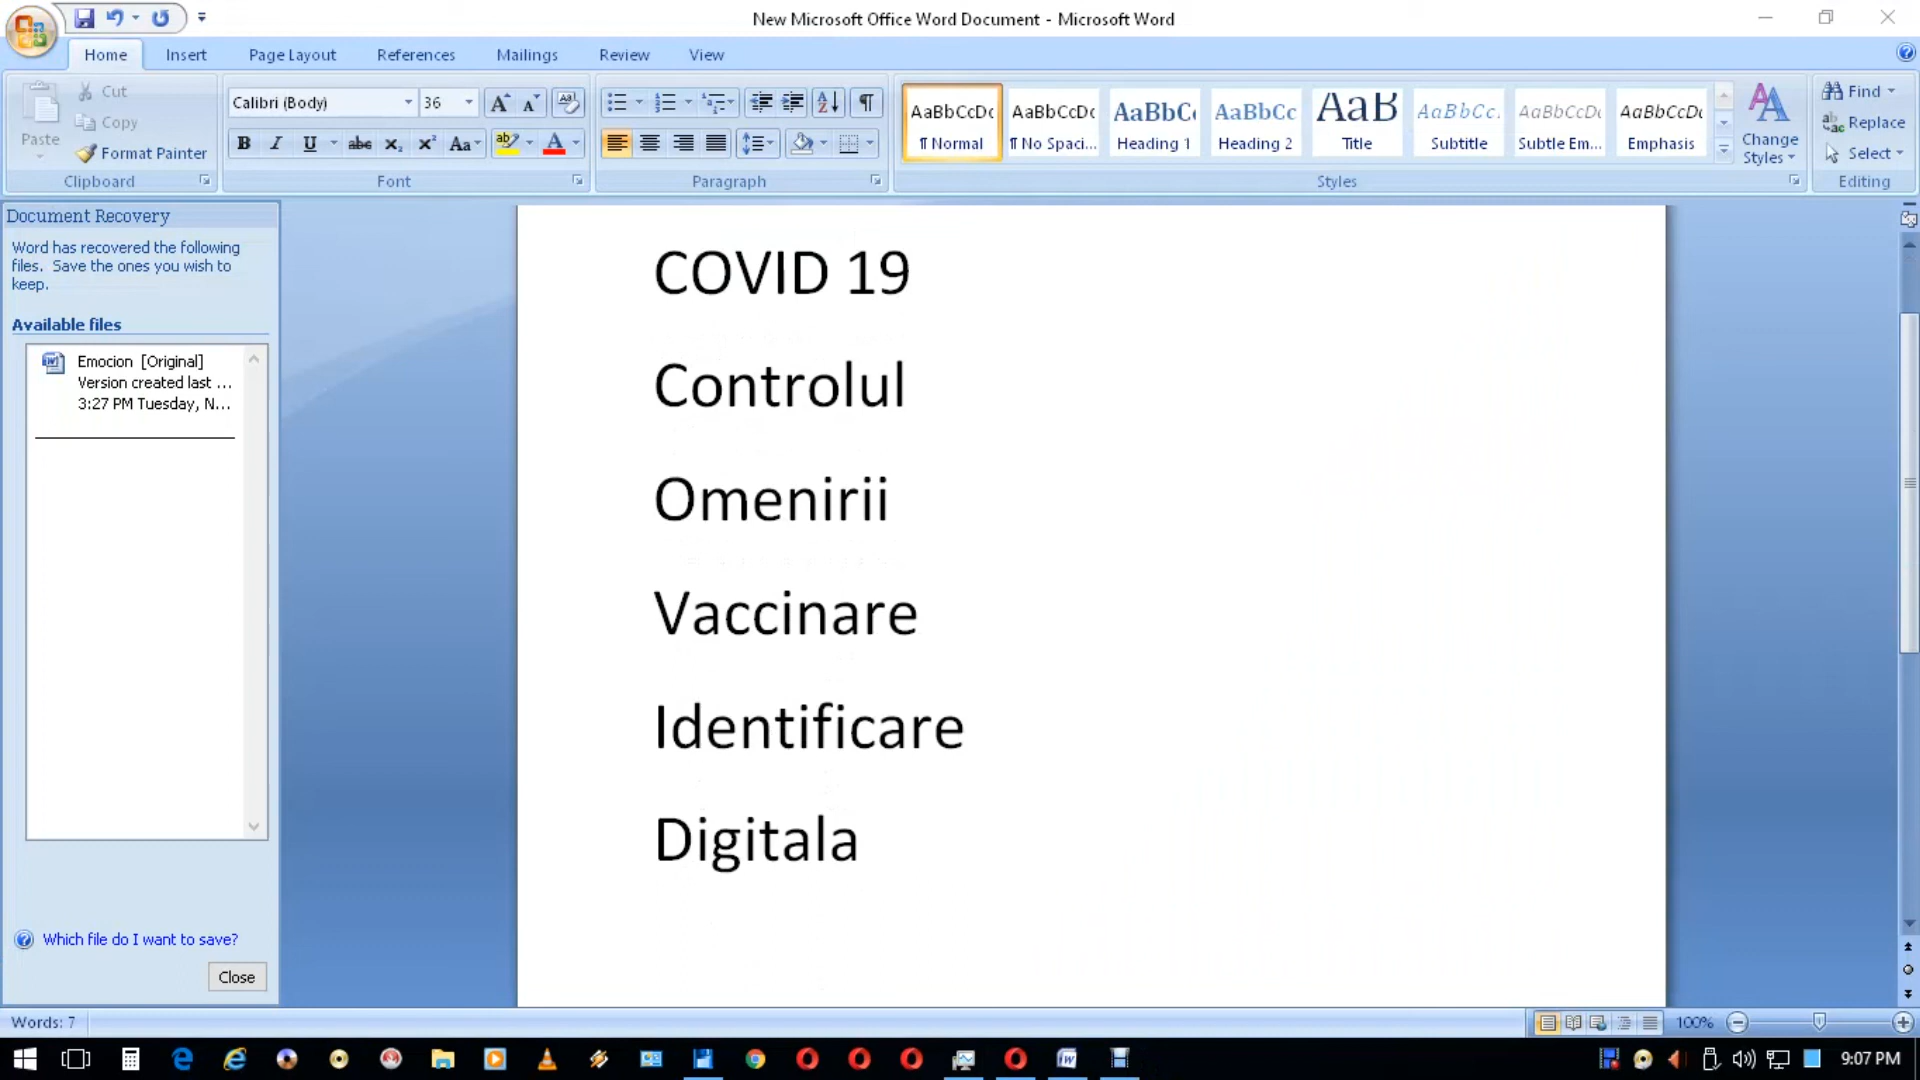 New Microsoft Office Word Document - Microsoft Word
Home Insert Page Layout References Mailings Review View
Paste
Cut
Copy
Format Painter
Clipboard
Calibri (Body) 36
Font
Paragraph
AaBbCcDc AaBbCcDc AaBbC AaBbCc AaB AaBbCc. AaBbCcDc AaBbCcDc
¶ Normal ¶ No Spaci... Heading 1 Heading 2 Title Subtitle Subtle Em... Emphasis
Change
Styles
Styles
Find
Replace
Select
Editing
Document Recovery
Word has recovered the following
files. Save the ones you wish to
keep.
Available files
Emocion [Original]
Version created last ...
3:27 PM Tuesday, N...
Which file do I want to save?
Close
COVID 19
Controlul
Omenirii
Vaccinare
Identificare
Digitala
Words: 7
100%
9:07 PM